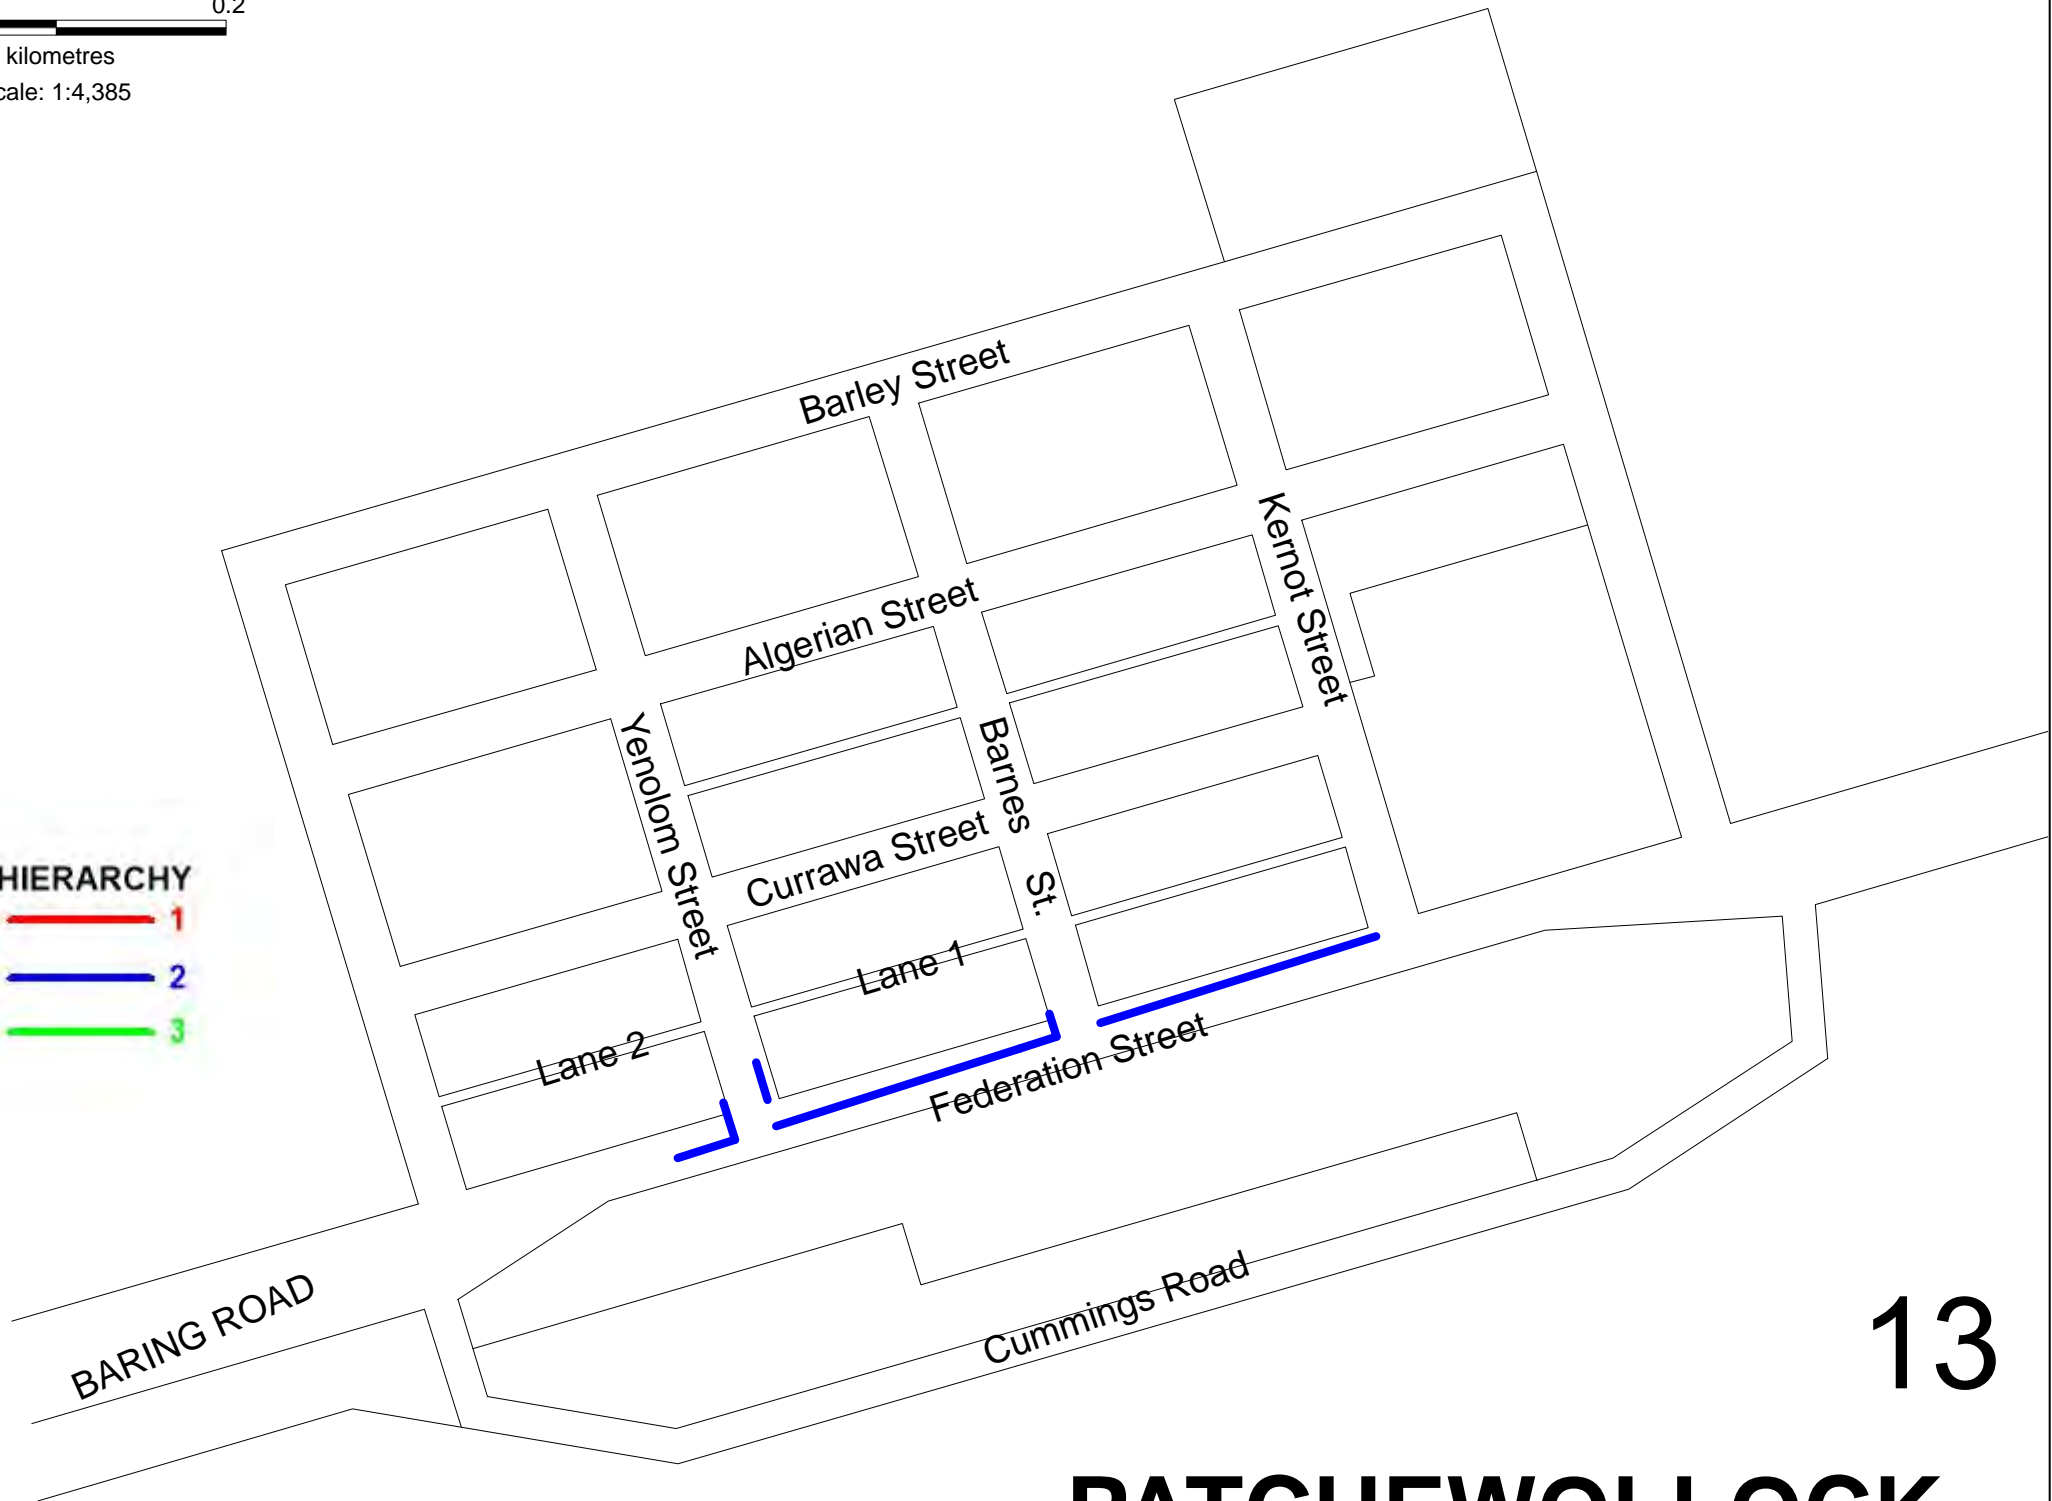 0.2
kilometres
cale: 1:4,385
Barley Street
Kernot Street
Algerian Street
Yenolom Street
Barnes St.
Currawa Street
HIERARCHY
1
2
3
Lane 1
Lane 2
Federation Street
BARING ROAD
Cummings Road
13
PATCHEWOLLOCK